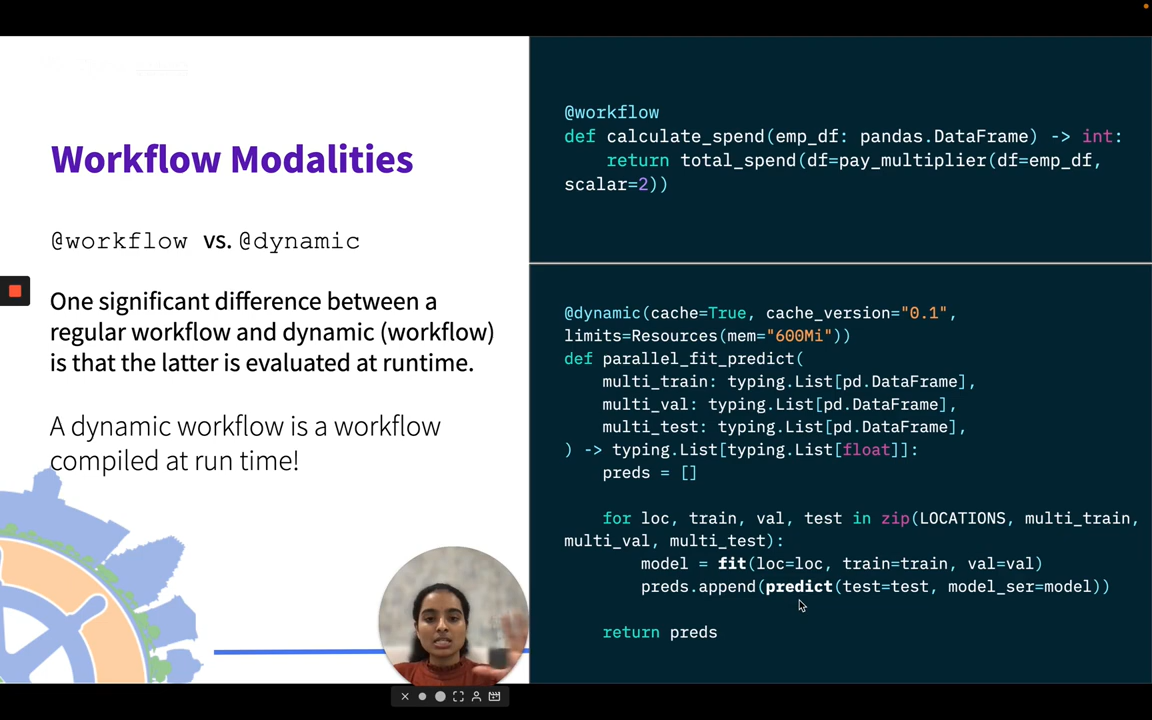 Workflow Modalities
@workflow vs. @dynamic
One significant difference between a
regular workflow and dynamic (workflow)
is that the latter is evaluated at runtime.
A dynamic workflow is a workflow
compiled at run time!
@workflow
def calculate_spend(emp_df: pandas.DataFrame) -> int:
    return total_spend(df=pay_multiplier(df=emp_df,
scalar=2))
@dynamic(cache=True, cache_version="0.1",
limits=Resources(mem="600Mi"))
def parallel_fit_predict(
    multi_train: typing.List[pd.DataFrame],
    multi_val: typing.List[pd.DataFrame],
    multi_test: typing.List[pd.DataFrame],
) -> typing.List[typing.List[float]]:
    preds = []
    for loc, train, val, test in zip(LOCATIONS, multi_train,
multi_val, multi_test):
        model = fit(loc=loc, train=train, val=val)
        preds.append(predict(test=test, model_ser=model))
    return preds